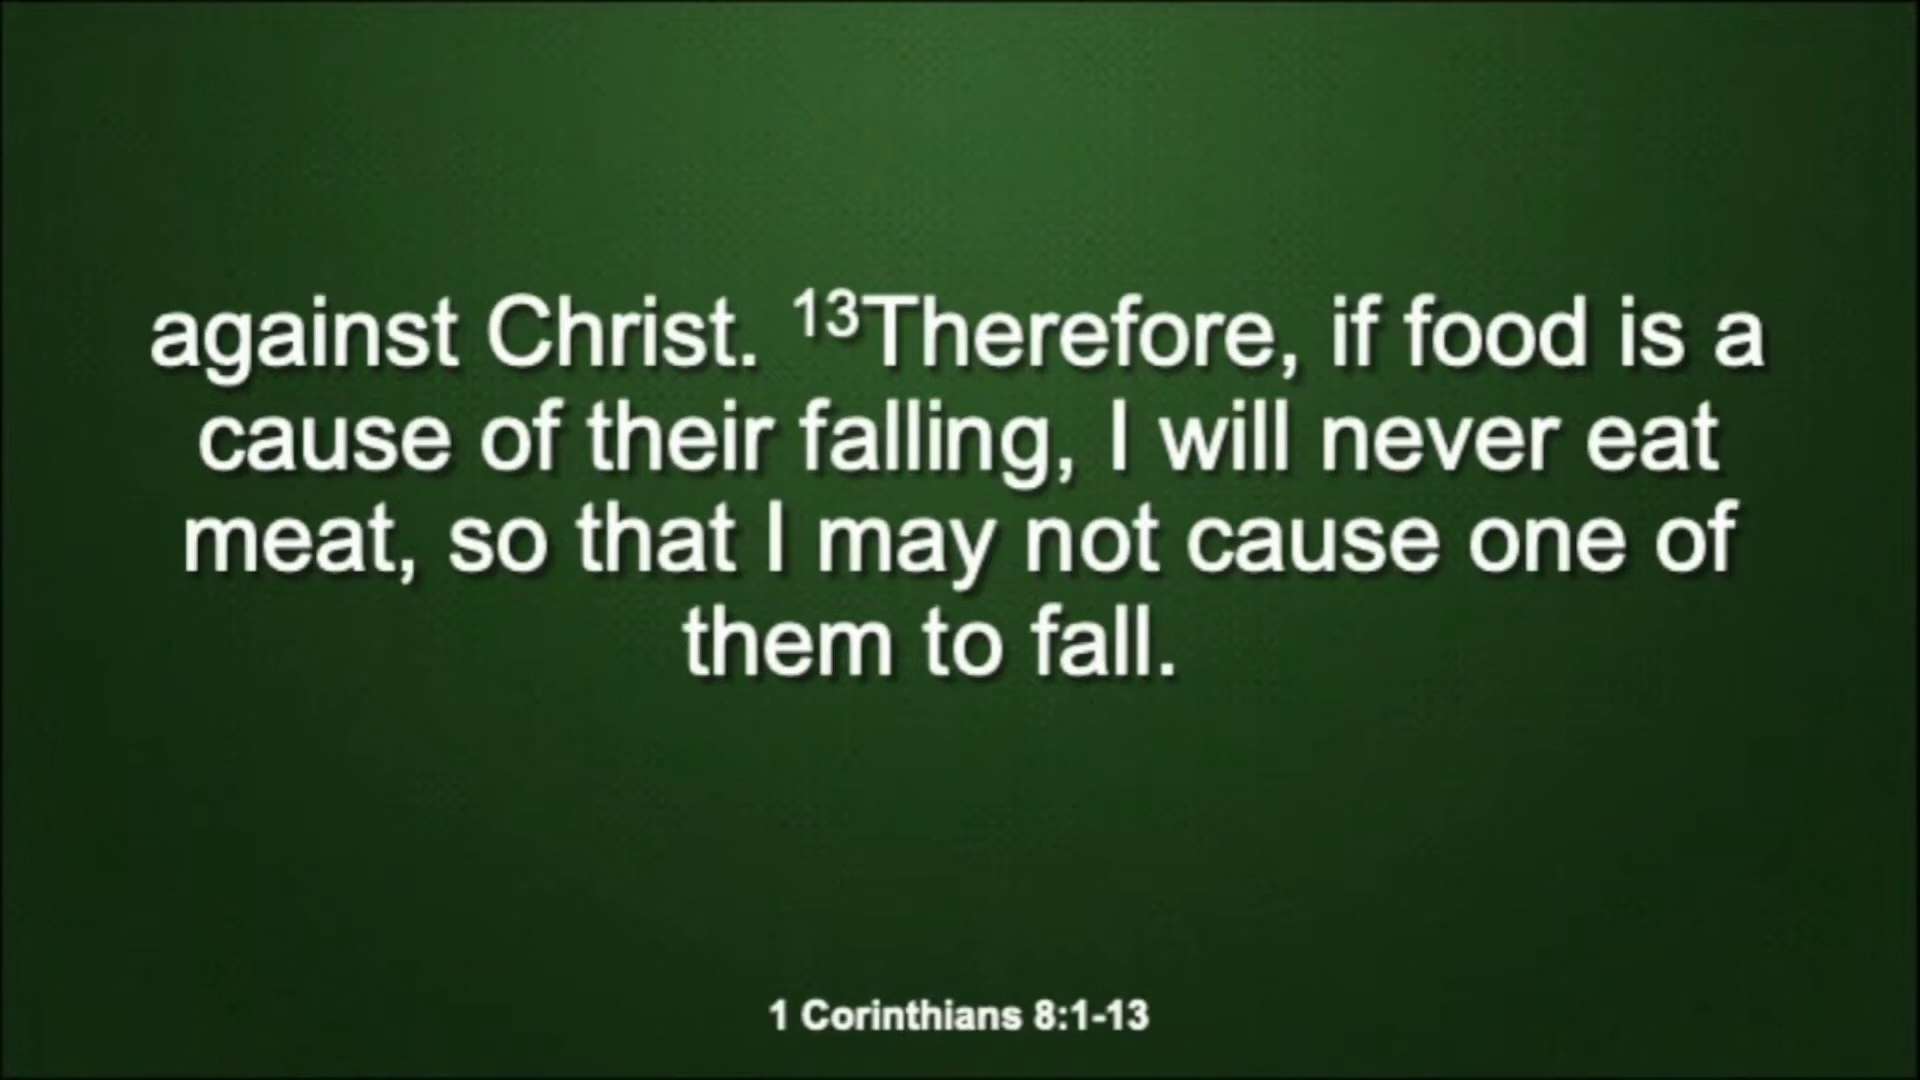 against Christ. ¹³Therefore, if food is a
cause of their falling, I will never eat
meat, so that I may not cause one of
them to fall.
1 Corinthians 8:1-13